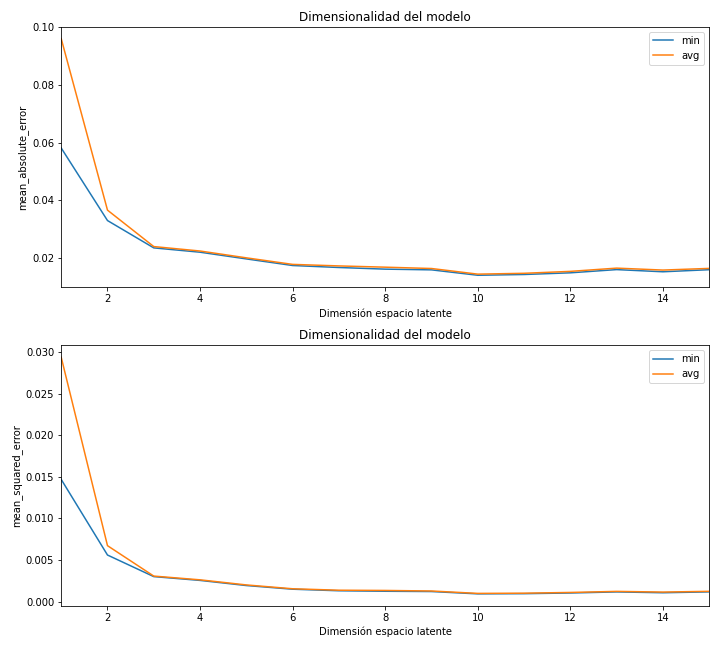 Dimensionalidad del modelo
0.10
0.08
0.06
0.04
0.02
mean_absolute_error
min
avg
2 4 6 8 10 12 14
Dimensión espacio latente
Dimensionalidad del modelo
0.030
0.025
0.020
0.015
0.010
0.005
0.000
mean_squared_error
min
avg
2 4 6 8 10 12 14
Dimensión espacio latente